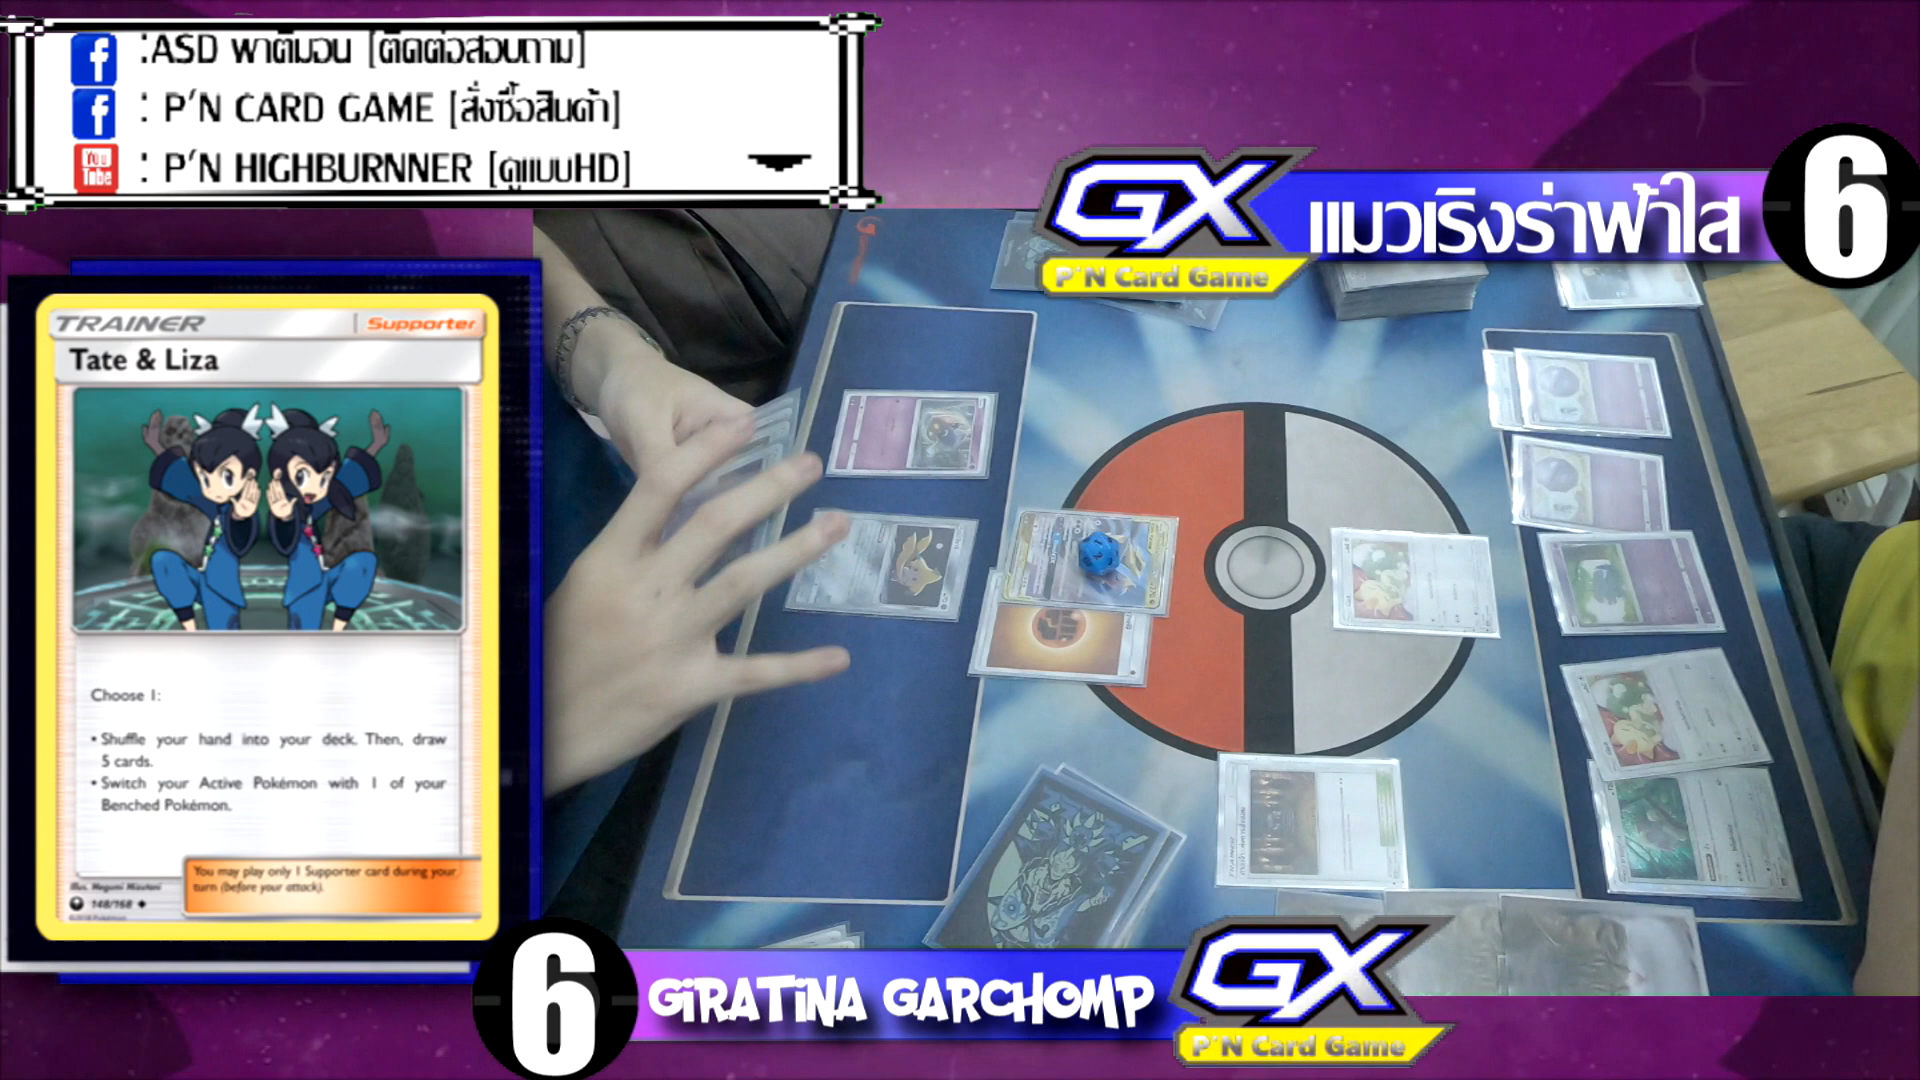 :ASD พาตีมอน [ติดต่อสอบถาม]
: P'N CARD GAME [สั่งซื้อสินค้า]
You Tube : P'N HIGHBURNNER [ดูแบบHD]
GX
P'N Card Game
แมวเริงร่าฟ้าใส
6
TRAINER Supporter
Tate & Liza
Choose 1:
• Shuffle your hand into your deck. Then, draw
5 cards.
• Switch your Active Pokémon with 1 of your
Benched Pokémon.
You may play only 1 Supporter card during your
turn (before your attack).
Illus. Megumi Mizutani
148/168
©2018 Pokémon
6
GIRATINA GARCHOMP
GX
P'N Card Game